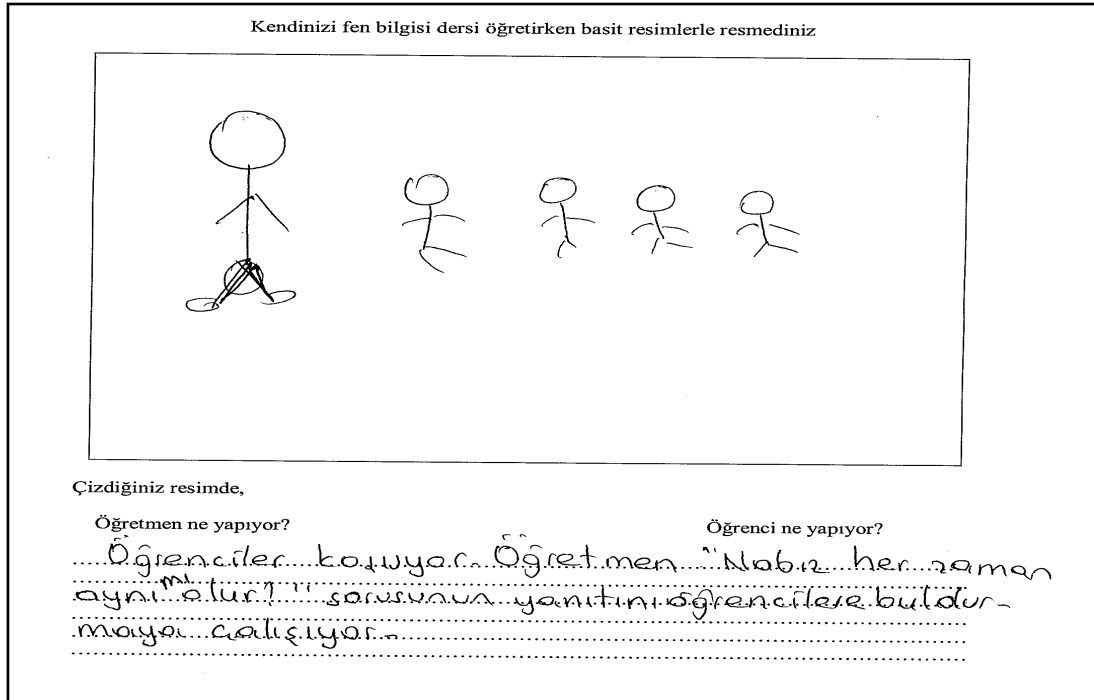 Kendinizi fen bilgisi dersi öğretirken basit resimlerle resmediniz
Çizdiğiniz resimde,
Öğretmen ne yapıyor? Öğrenci ne yapıyor?
Öğrenciler koşuyor. Öğretmen "Nabız her zaman
aynı mı olur?" sorusunun yanıtını öğrencilere buldur-
maya çalışıyor.